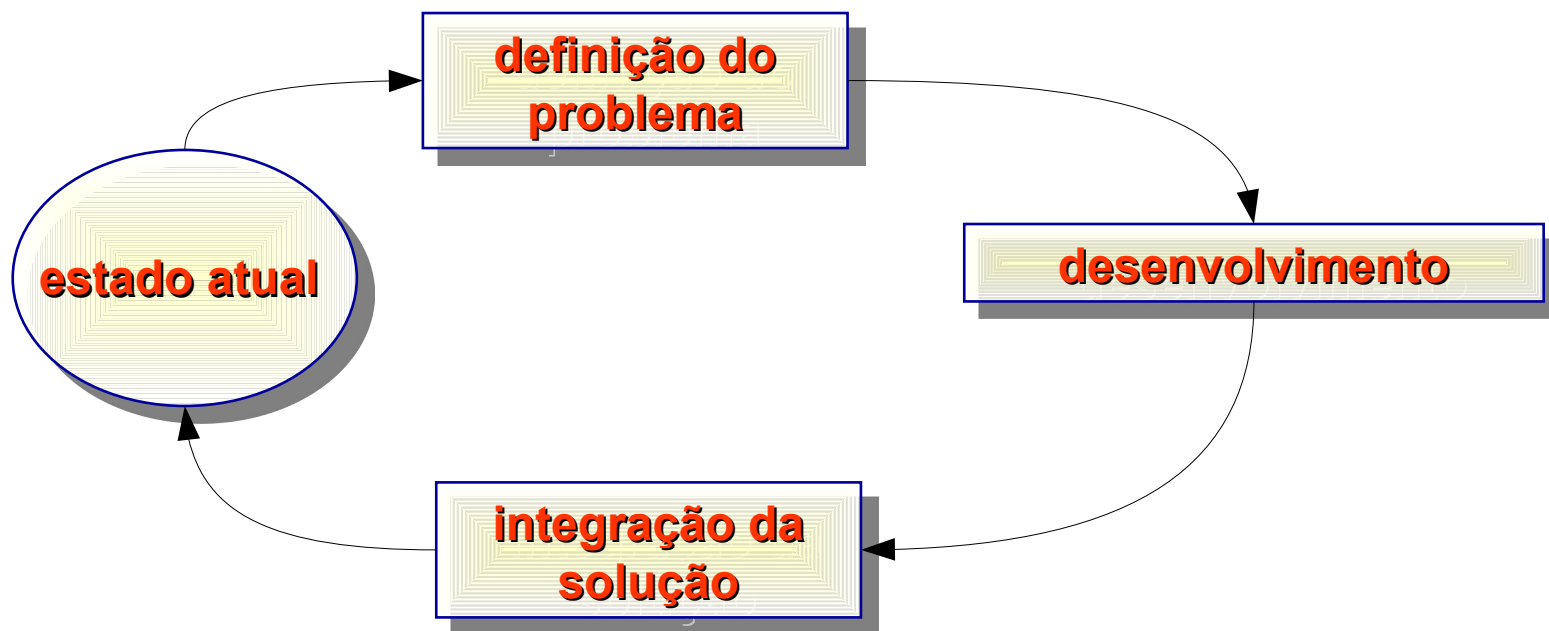 definição do
problema
estado atual
desenvolvimento
integração da
solução